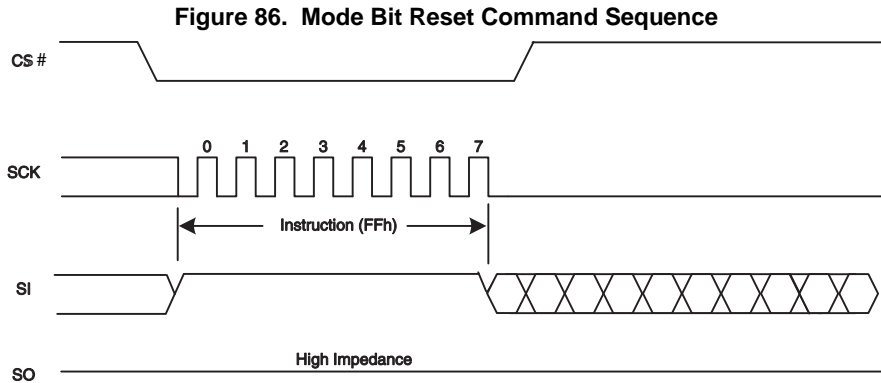 Figure 86. Mode Bit Reset Command Sequence
CS #
0 1 2 3 4 5 6 7
SCK
Instruction (FFh)
SI
High Impedance
SO